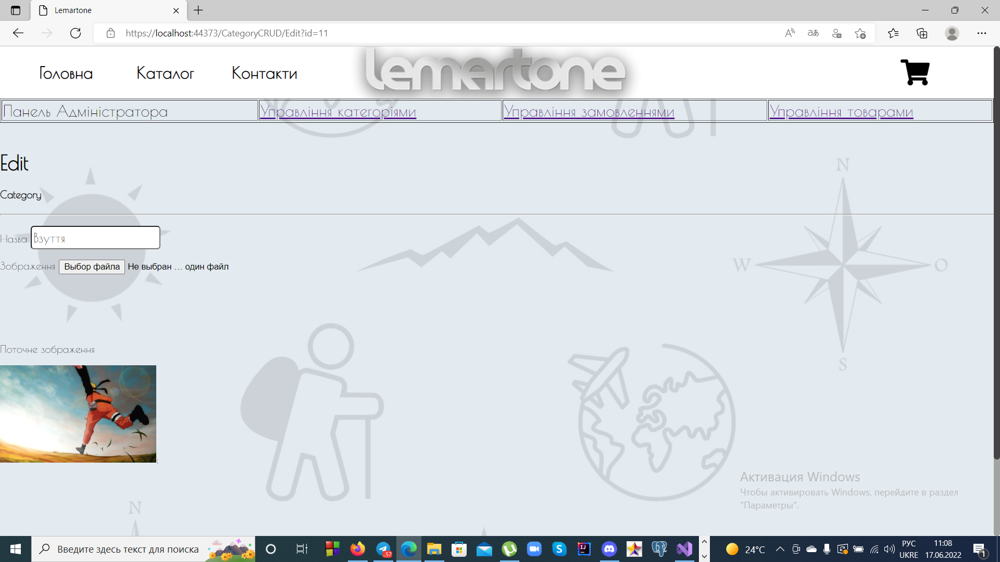 Lemartone
https://localhost:44373/CategoryCRUD/Edit?id=11
Головна Каталог Контакти lemartone
Панель Адміністратора Управління категоріями Управління замовленнями Управління товарами
Edit
Category
Назва Взуття
Зображення Выбор файла Не выбран ... один файл
Поточне зображення
:
N
W O
S
N
Активация Windows
Чтобы активировать Windows, перейдите в раздел
"Параметры".
Введите здесь текст для поиска
.57
24°C
РУС
UKRE
11:08
17.06.2022
1